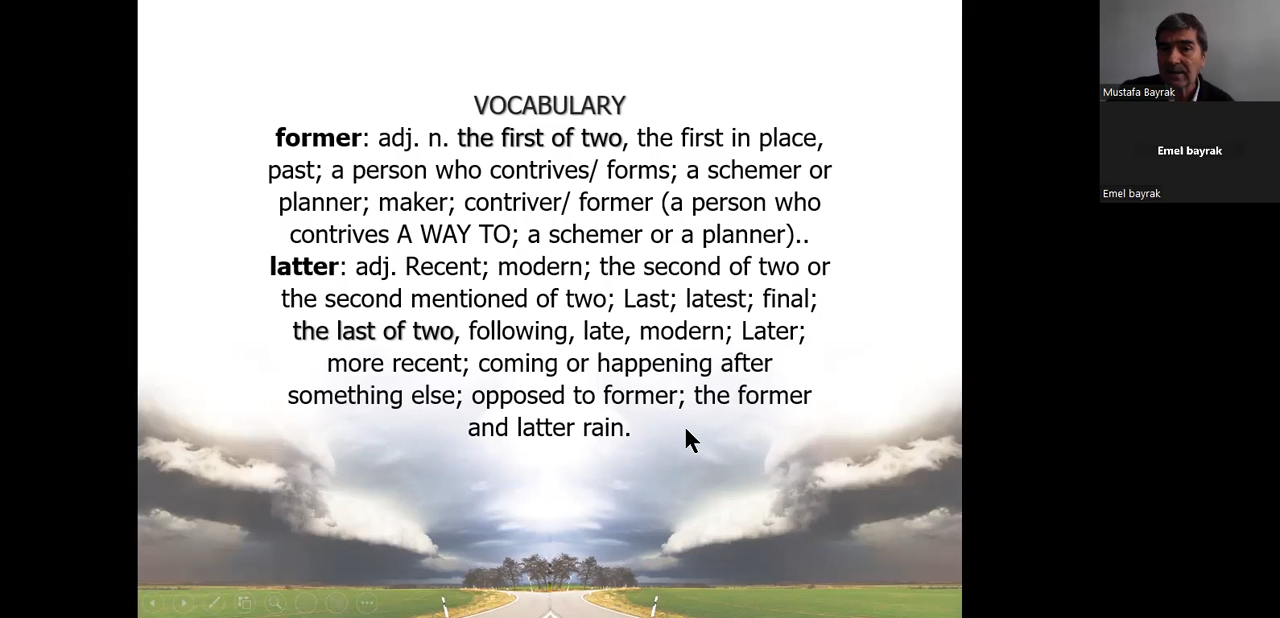 VOCABULARY
former: adj. n. the first of two, the first in place,
past; a person who contrives/ forms; a schemer or
planner; maker; contriver/ former (a person who
contrives A WAY TO; a schemer or a planner)..
latter: adj. Recent; modern; the second of two or
the second mentioned of two; Last; latest; final;
the last of two, following, late, modern; Later;
more recent; coming or happening after
something else; opposed to former; the former
and latter rain.
Mustafa Bayrak
Emel bayrak
Emel bayrak